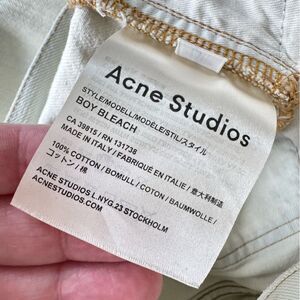 Acne Studios
STYLE/MODELL/MODÈLE/STIL/スタイル
BOY BLEACH
CA 39815 / RN 131738
MADE IN ITALY / FABRIQUE EN ITALIE / 意大利制造
100% COTTON / BOMULL / COTON / BAUMWOLLE /
コットン / 棉
ACNE STUDIOS L.NYG.23 STOCKHOLM
ACNESTUDIOS.COM